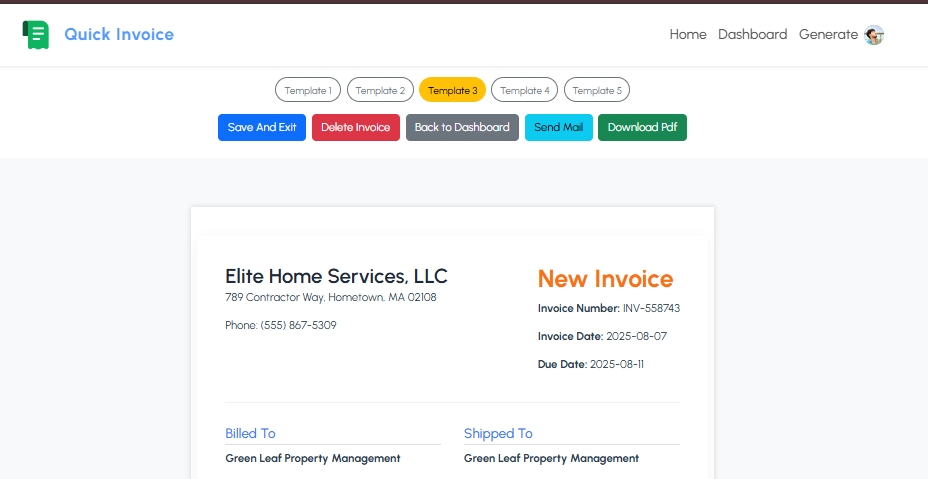 Quick Invoice
Home Dashboard Generate
Template 1 Template 2 Template 3 Template 4 Template 5
Save And Exit Delete Invoice Back to Dashboard Send Mail Download Pdf
Elite Home Services, LLC
789 Contractor Way, Hometown, MA 02108
Phone: (555) 867-5309
New Invoice
Invoice Number: INV-558743
Invoice Date: 2025-08-07
Due Date: 2025-08-11
Billed To
Green Leaf Property Management
Shipped To
Green Leaf Property Management